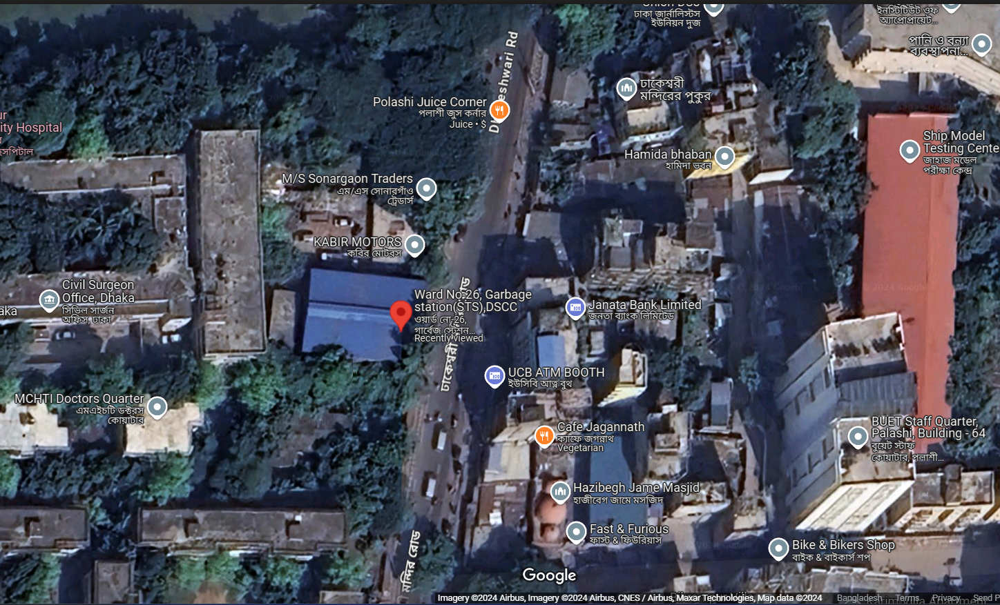 ঢাকা জার্নালিস্টস
ইউনিয়ন দুজ
ইনস্টিটিউট অফ
অ্যাপ্রোপ্রায়েট...
পানি ও বন্যা
ব্যবস্থাপনা...
ঢাকেশ্বরী
মন্দিরের পুকুর
Polashi Juice Corner
পলাশী জুস কর্নার
Juice • $
eshwari Rd
ity Hospital
Ship Model
Testing Cente
জাহাজ মডেল
পরীক্ষা কেন্দ্র
Hamida bhaban
হামিদা ভবন
M/S Sonargaon Traders
এম/এস সোনারগাঁও
ট্রেডার্স
KABIR MOTORS
কবির মোটরস
Civil Surgeon
Office, Dhaka
সিভিল সার্জন
অফিস, ঢাকা
aka
Ward No-26, Garbage
station(STS),DSCC
ওয়ার্ড নো-26,
গার্বেজ স্টেশন...
Recently viewed
ঢাকেশ্বরী
Janata Bank Limited
জনতা ব্যাংক লিমিটেড
UCB ATM BOOTH
ইউসিবি আত্ন বুথ
MCHTI Doctors Quarter
এমএইচটি ডক্টরস
কোয়ার্টার
Cafe Jagannath
ক্যাফে জগন্নাথ
Vegetarian
BUET Staff Quarter,
Palashi, Building - 64
বুয়েট স্টাফ
কোয়ার্টার, পলাশী...
Hazibegh Jame Masjid
হাজীবেগ জামে মসজিদ
Fast & Furious
ফাস্ট & ফিউরিয়াস
Bike & Bikers Shop
বাইক & বাইকার্স শপ
মন্দির রোড
Google
Imagery ©2024 Airbus, Imagery ©2024 Airbus, CNES / Airbus, Maxar Technologies, Map data ©2024 Bangladesh Terms Privacy Send